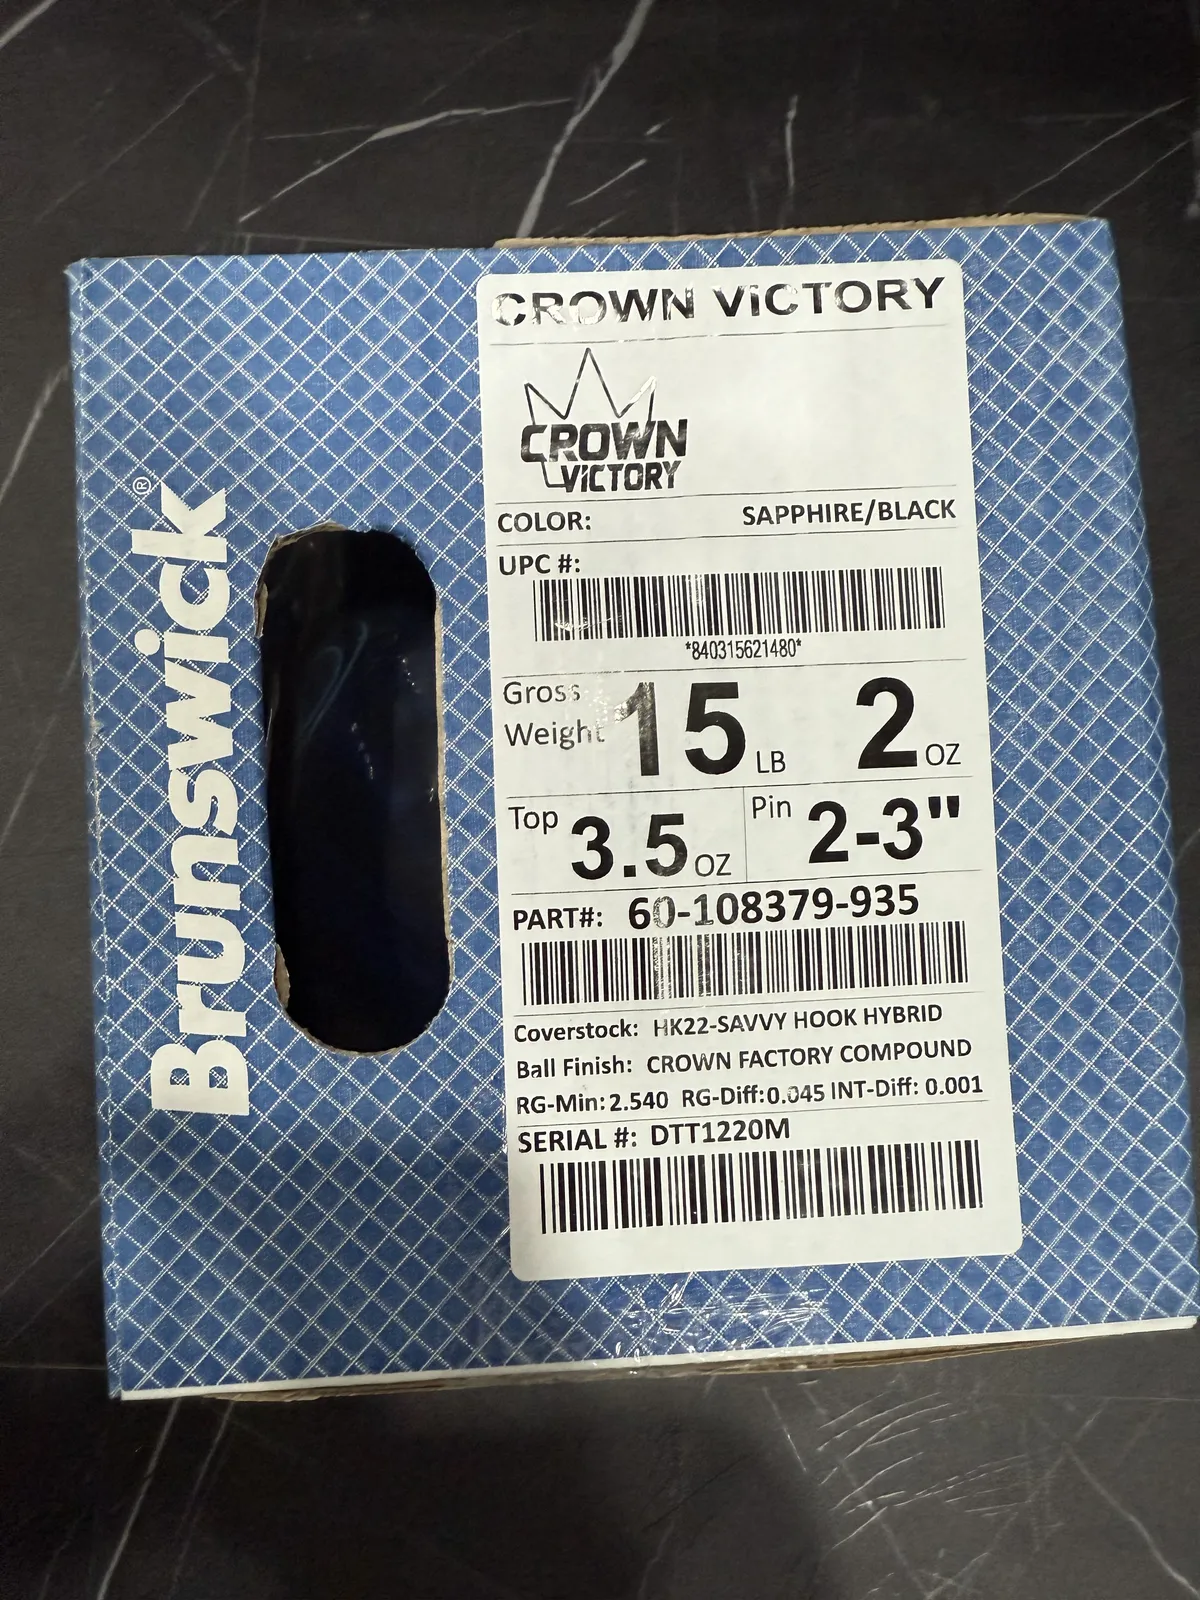 Brunswick®
CROWN VICTORY
CROWN
VICTORY
COLOR: SAPPHIRE/BLACK
UPC #:
*840315621480*
Gross Weight 15 LB 2 OZ
Top 3.5 OZ Pin 2-3"
PART#: 60-108379-935
Coverstock: HK22-SAVVY HOOK HYBRID
Ball Finish: CROWN FACTORY COMPOUND
RG-Min: 2.540 RG-Diff: 0.045 INT-Diff: 0.001
SERIAL #: DTT1220M